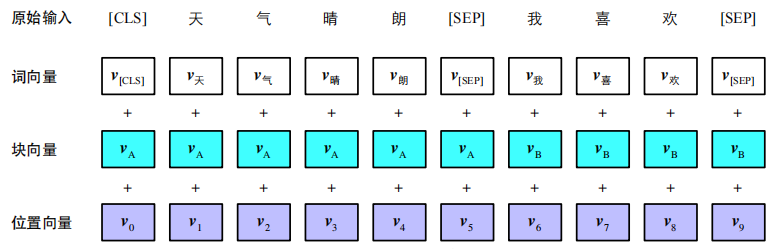 原始输入 [CLS] 天 气 晴 朗 [SEP] 我 喜 欢 [SEP]
词向量 v[CLS] v天 v气 v晴 v朗 v[SEP] v我 v喜 v欢 v[SEP]
+ + + + + + + + + +
块向量 vA vA vA vA vA vA vB vB vB vB
+ + + + + + + + + +
位置向量 v0 v1 v2 v3 v4 v5 v6 v7 v8 v9